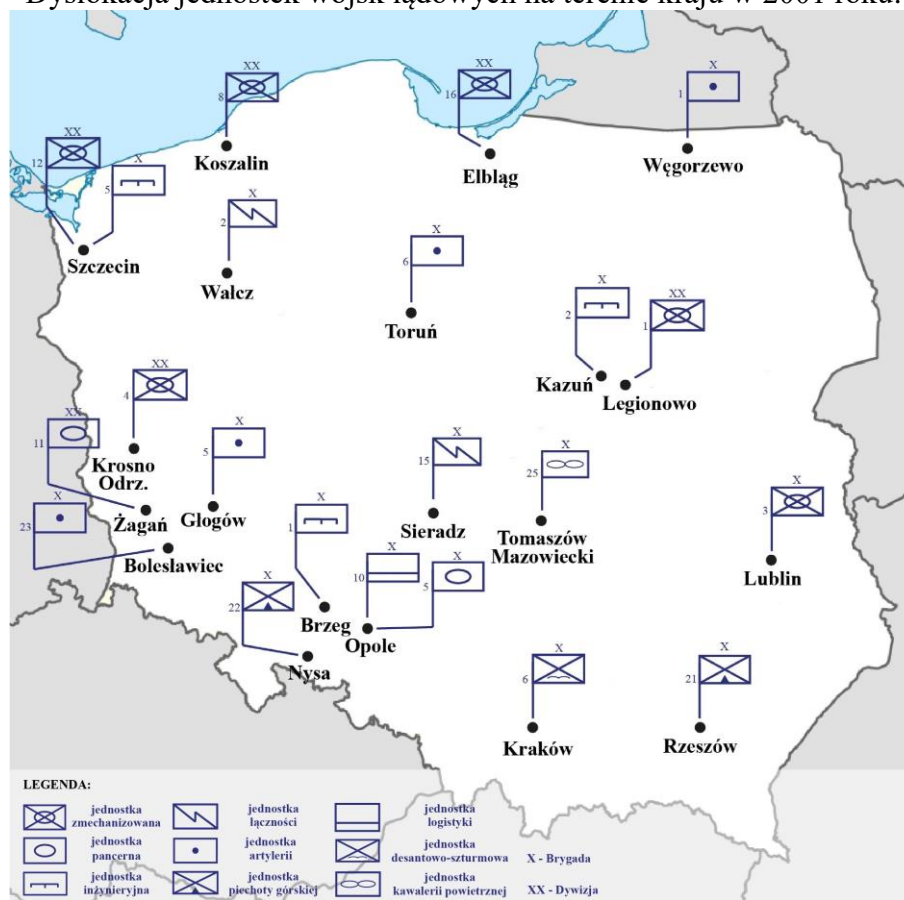 Dyslokacja jednostek wojsk lądowych na terenie kraju w 2001 roku.
XX
8
Koszalin
XX
16
Elbląg
X
1
Węgorzewo
XX
12
X
5
Szczecin
X
2
Wałcz
X
6
Toruń
X
2
Kazuń
XX
1
Legionowo
XX
4
Krosno
Odrz.
XX
11
Żagań
X
5
Głogów
X
23
Bolesławiec
X
15
Sieradz
X
25
Tomaszów
Mazowiecki
XX
3
Lublin
X
1
Brzeg
X
10
X
5
Opole
X
22
Nysa
X
6
Kraków
X
21
Rzeszów
LEGENDA:
jednostka
zmechanizowana
jednostka
łączności
jednostka
logistyki
jednostka
pancerna
jednostka
artylerii
jednostka
desantowo-szturmowa
X - Brygada
jednostka
inżynieryjna
jednostka
piechoty górskiej
jednostka
kawalerii powietrznej
XX - Dywizja